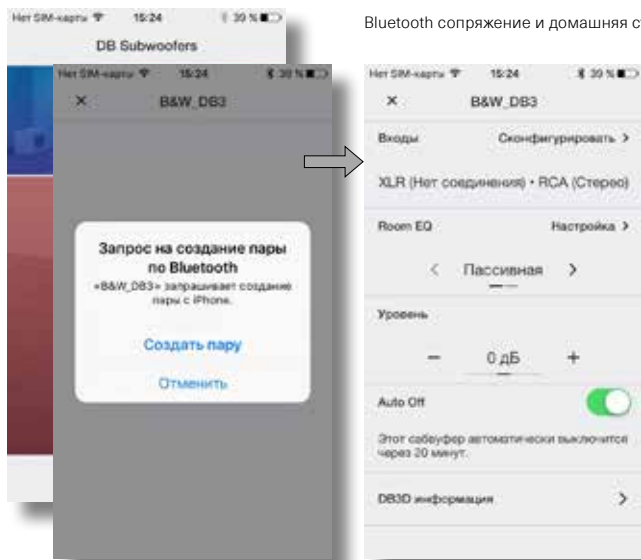 Bluetooth сопряжение и домашняя с
Нет SIM-карты 15:24 39 %
DB Subwoofers
Нет SIM-карты 15:24 39 %
× B&W_DB3
Запрос на создание пары
по Bluetooth
«B&W_DB3» запрашивает создание
пары с iPhone.
Создать пару
Отменить
Нет SIM-карты 15:24 39 %
× B&W_DB3
Входы Сконфигурировать >
XLR (Нет соединения) • RCA (Стерео)
Room EQ Настройка >
< Пассивная >
Уровень
− 0 дБ +
Auto Off
Этот сабвуфер автоматически выключится
через 20 минут.
DB3D информация >